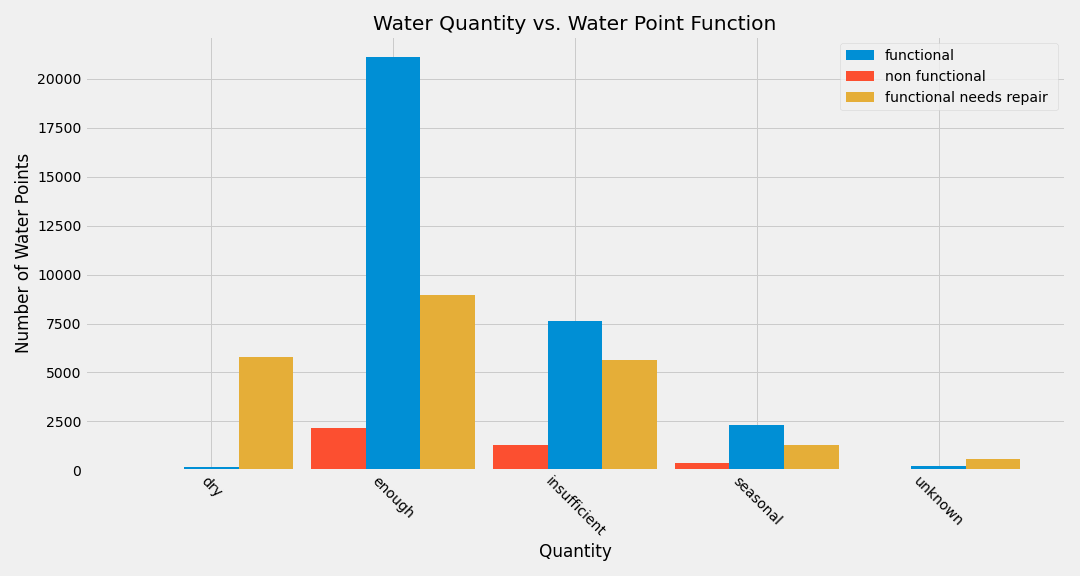 Water Quantity vs. Water Point Function
functional
non functional
functional needs repair
Number of Water Points
20000
17500
15000
12500
10000
7500
5000
2500
0
dry
enough
insufficient
seasonal
unknown
Quantity